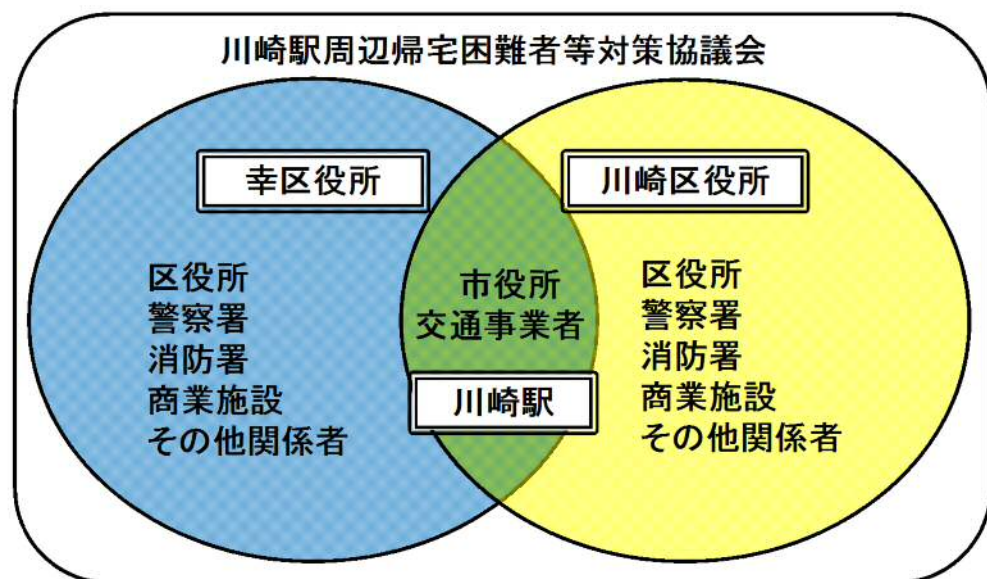 川崎駅周辺帰宅困難者等対策協議会
幸区役所
区役所
警察署
消防署
商業施設
その他関係者
市役所
交通事業者
川崎駅
川崎区役所
区役所
警察署
消防署
商業施設
その他関係者